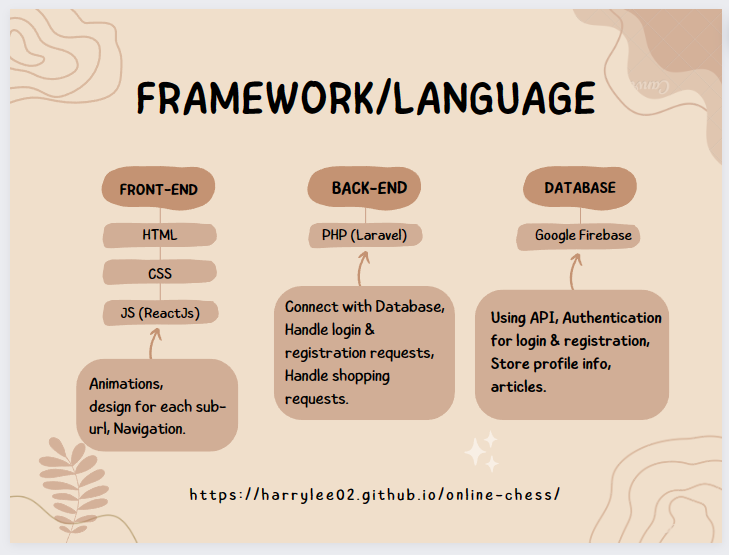 FRAMEWORK/LANGUAGE
FRONT-END
HTML
CSS
JS (ReactJs)
Animations,
design for each sub-
url, Navigation.
BACK-END
PHP (Laravel)
Connect with Database,
Handle login &
registration requests,
Handle shopping
requests.
DATABASE
Google Firebase
Using API, Authentication
for login & registration,
Store profile info,
articles.
https://harrylee02.github.io/online-chess/
Canva